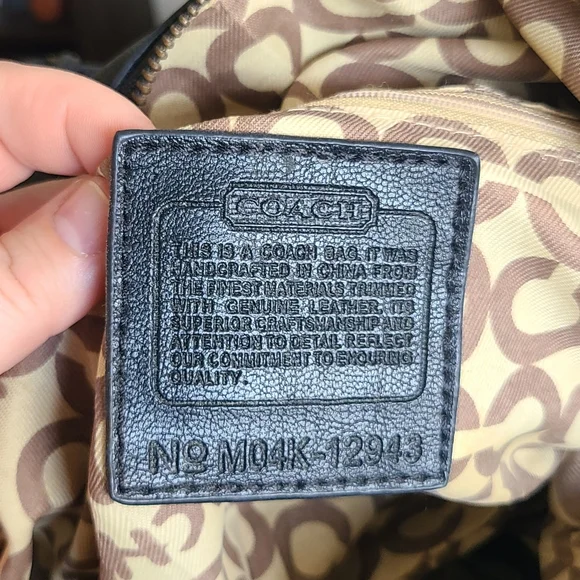 COACH
THIS IS A COACH BAG. IT WAS
HANDCRAFTED IN CHINA FROM
THE FINEST MATERIALS TRIMMED
WITH GENUINE LEATHER. ITS
SUPERIOR CRAFTSMANSHIP AND
ATTENTION TO DETAIL REFLECT
OUR COMMITMENT TO ENDURING
QUALITY.
No M04K-12943